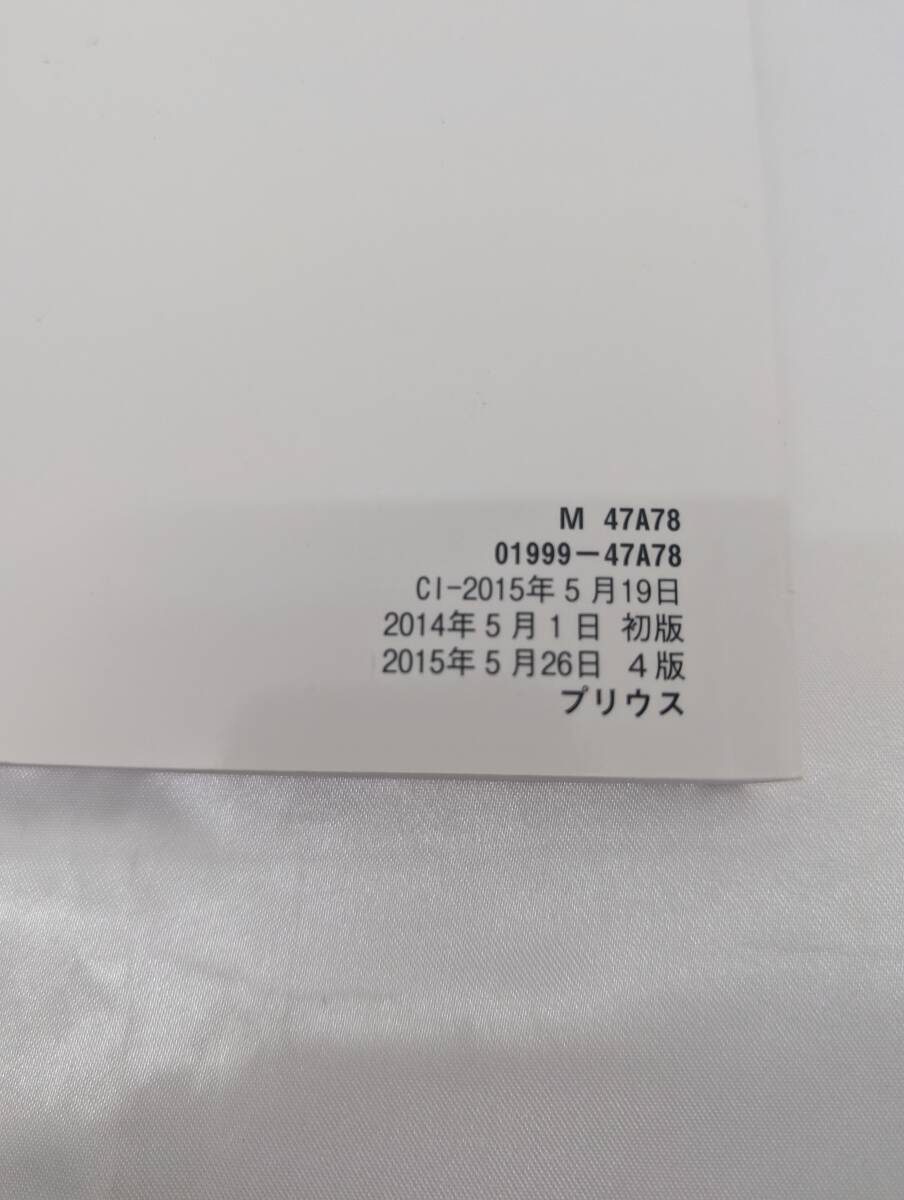 M 47A78
01999−47A78
CI-2015年5月19日
2014年5月1日 初版
2015年5月26日 4版
プリウス